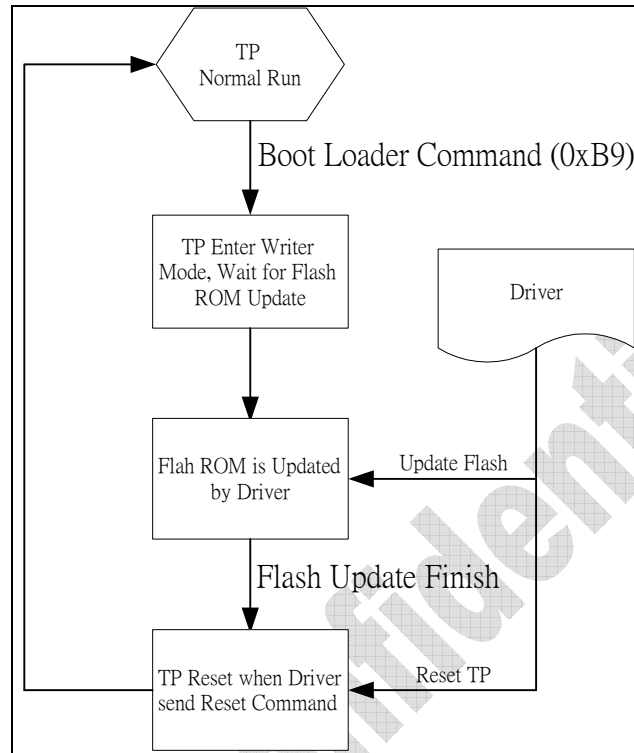 TP
Normal Run
Boot Loader Command (0xB9)
TP Enter Writer
Mode, Wait for Flash
ROM Update
Driver
Flah ROM is Updated
by Driver
Update Flash
Flash Update Finish
TP Reset when Driver
send Reset Command
Reset TP